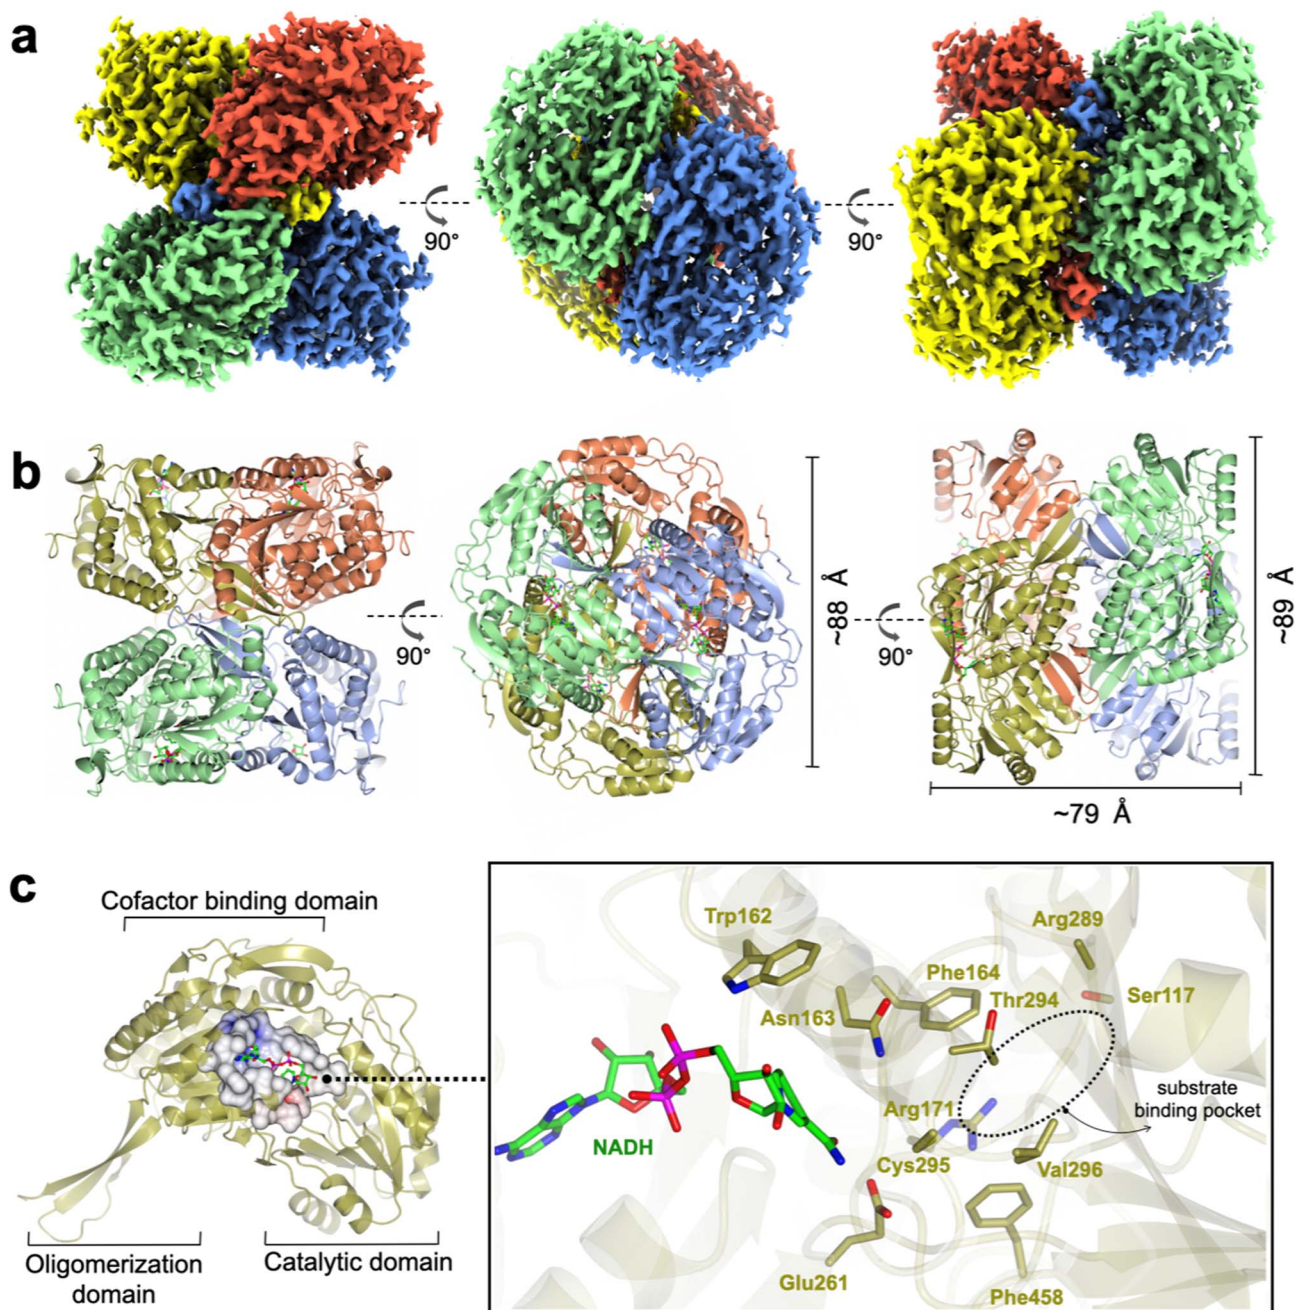 a
90°
90°
b
90°
~88 Å
90°
~89 Å
~79 Å
c
Cofactor binding domain
Oligomerization
domain
Catalytic domain
Trp162
Arg289
Phe164
Asn163
Thr294
Ser117
NADH
Arg171
substrate
binding pocket
Cys295
Val296
Glu261
Phe458